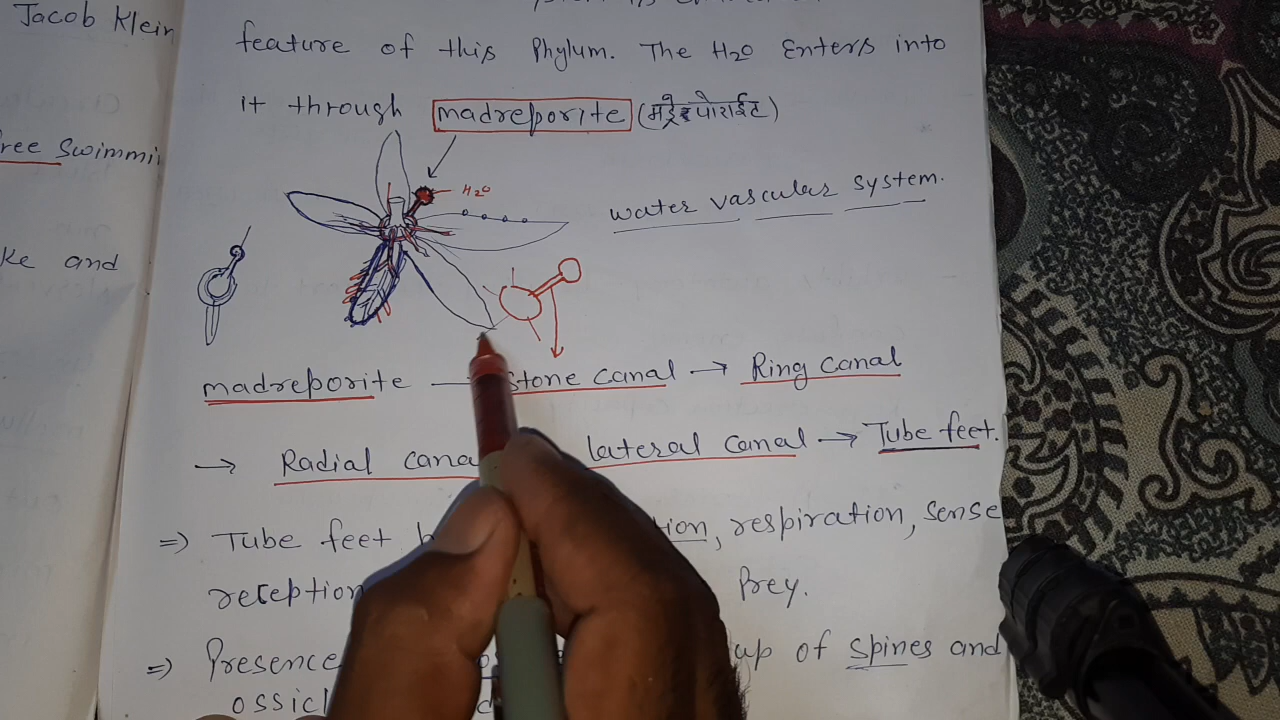 Jacob Klein
feature of this Phylum. The H2O Enters into
it through madreporite (मड्रेपोराईट)
ree Swimmi
H2O
water vascular system.
ke and
madreporite → stone canal → Ring canal
→ Radial cana lateral canal → Tube feet.
⇒ Tube feet h tion, respiration, sense
reception Prey.
⇒ Presence up of spines and
ossicl